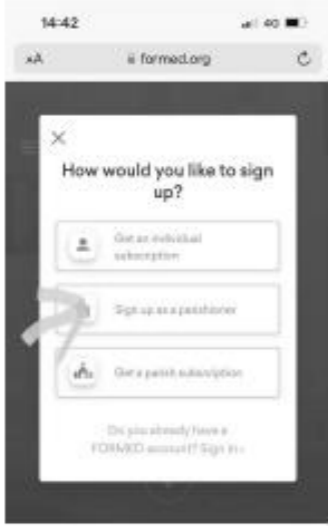 14:42
4G
AA formed.org
How would you like to sign
up?
Get an individual
subscription
Sign up as a parishioner
Get a parish subscription
Do you already have a
FORMED account? Sign in